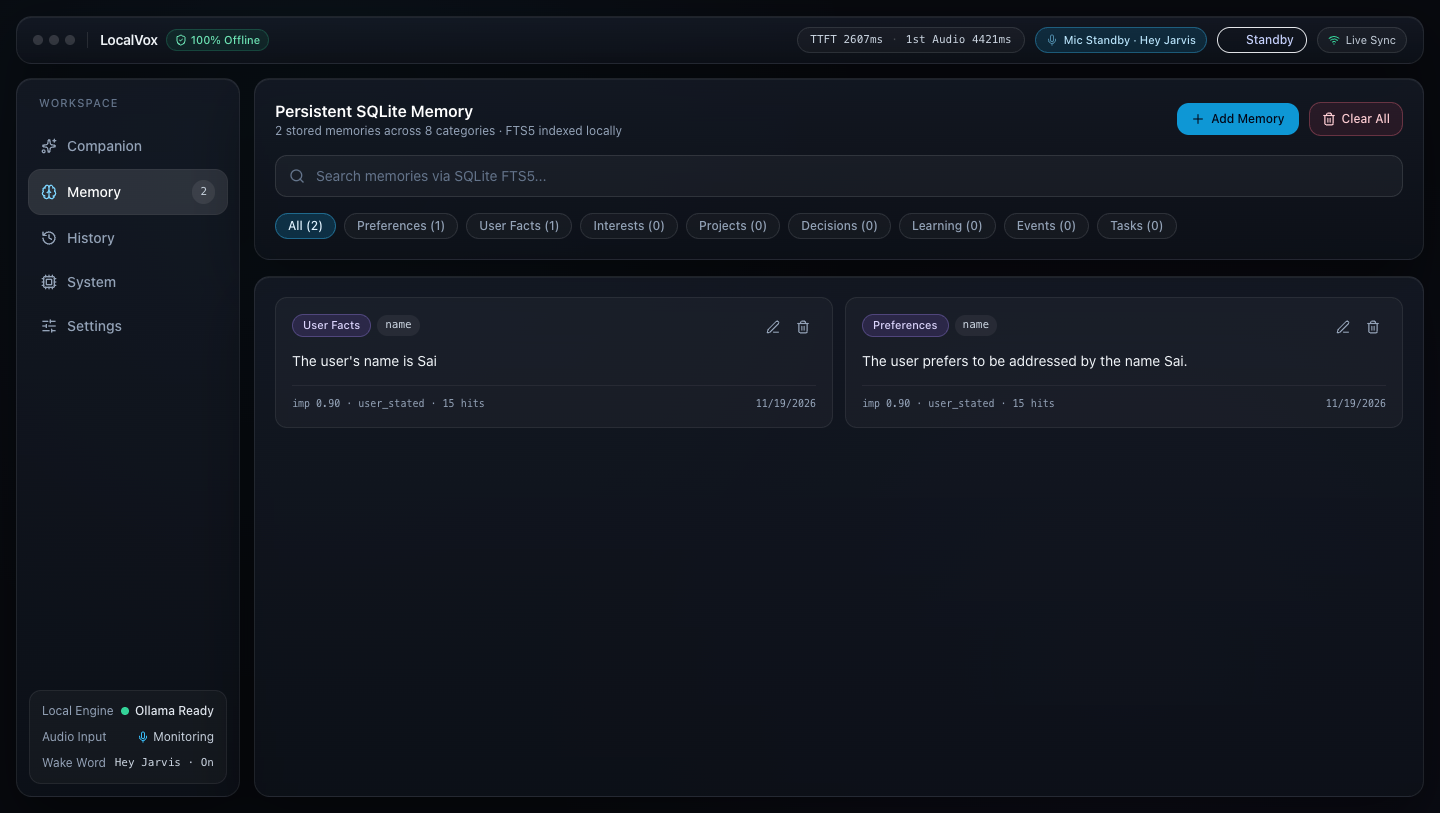 LocalVox 100% Offline TTFT 2607ms · 1st Audio 4421ms Mic Standby · Hey Jarvis Standby Live Sync
WORKSPACE
Companion
Memory 2
History
System
Settings
Local Engine Ollama Ready
Audio Input Monitoring
Wake Word Hey Jarvis · On
Persistent SQLite Memory
2 stored memories across 8 categories · FTS5 indexed locally
Add Memory Clear All
Search memories via SQLite FTS5...
All (2) Preferences (1) User Facts (1) Interests (0) Projects (0) Decisions (0) Learning (0) Events (0) Tasks (0)
User Facts name
The user's name is Sai
imp 0.90 · user_stated · 15 hits 11/19/2026
Preferences name
The user prefers to be addressed by the name Sai.
imp 0.90 · user_stated · 15 hits 11/19/2026